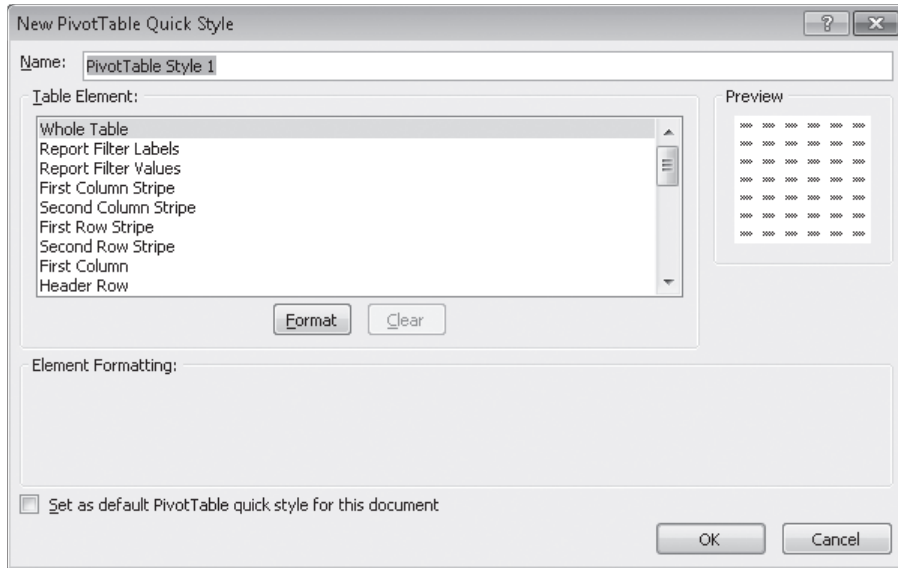 New PivotTable Quick Style
?
Name: PivotTable Style 1
Table Element:
Whole Table
Report Filter Labels
Report Filter Values
First Column Stripe
Second Column Stripe
First Row Stripe
Second Row Stripe
First Column
Header Row
Format Clear
Preview
Element Formatting:
Set as default PivotTable quick style for this document
OK Cancel